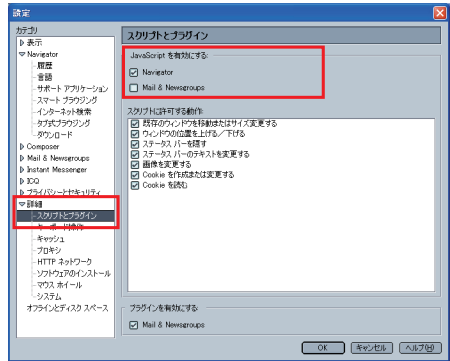 設定
カテゴリ
表示
Navigator
履歴
言語
サポート アプリケーション
スマート ブラウジング
インターネット検索
タブ式ブラウジング
ダウンロード
Composer
Mail & Newsgroups
Instant Messenger
ICQ
プライバシーとセキュリティ
詳細
スクリプトとプラグイン
キーボード操作
キャッシュ
プロキシ
HTTP ネットワーク
ソフトウェアのインストール
マウス ホイール
システム
オフラインとディスク スペース
スクリプトとプラグイン
JavaScript を有効にする:
Navigator
Mail & Newsgroups
スクリプトに許可する動作:
既存のウィンドウを移動またはサイズ変更する
ウィンドウの位置を上げる/下げる
ステータス バーを隠す
ステータス バーのテキストを変更する
画像を変更する
Cookie を作成または変更する
Cookie を読む
プラグインを有効にする:
Mail & Newsgroups
OK
キャンセル
ヘルプ(H)